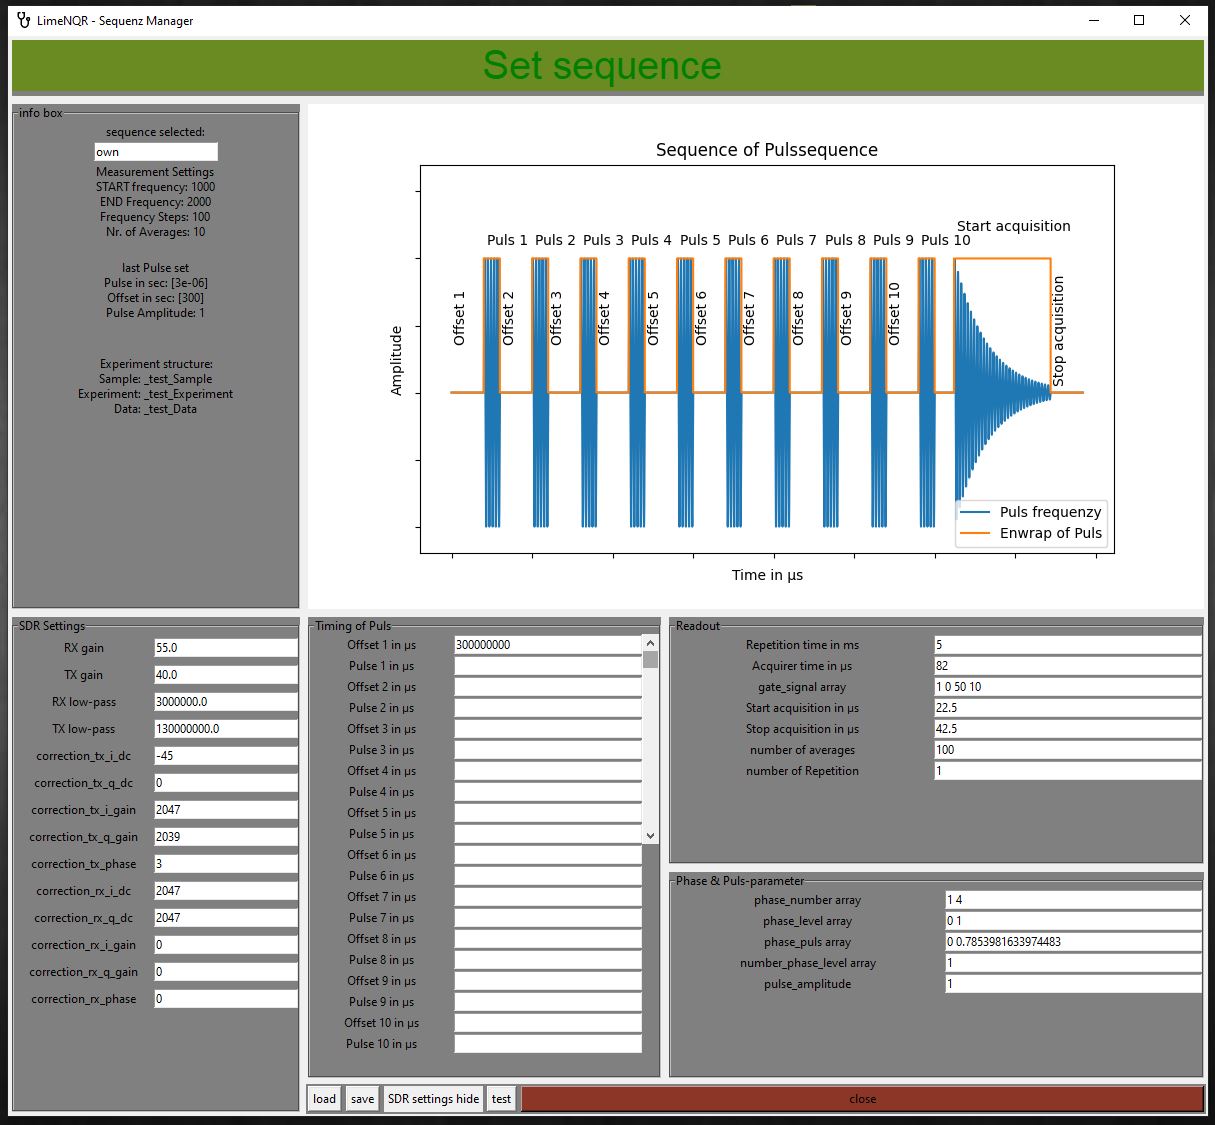 LimeNQR - Sequenz Manager
Set sequence
info box
sequence selected:
own
Measurement Settings
START frequency: 1000
END Frequency: 2000
Frequency Steps: 100
Nr. of Averages: 10
last Pulse set
Pulse in sec: [3e-06]
Offset in sec: [300]
Pulse Amplitude: 1
Experiment structure:
Sample: _test_Sample
Experiment: _test_Experiment
Data: _test_Data
Sequence of Pulssequence
Start acquisition
Puls 1 Puls 2 Puls 3 Puls 4 Puls 5 Puls 6 Puls 7 Puls 8 Puls 9 Puls 10
Offset 1
Offset 2
Offset 3
Offset 4
Offset 5
Offset 6
Offset 7
Offset 8
Offset 9
Offset 10
Stop acquisition
Amplitude
Puls frequenzy
Enwrap of Puls
Time in µs
SDR Settings
RX gain 55.0
TX gain 40.0
RX low-pass 3000000.0
TX low-pass 130000000.0
correction_tx_i_dc -45
correction_tx_q_dc 0
correction_tx_i_gain 2047
correction_tx_q_gain 2039
correction_tx_phase 3
correction_rx_i_dc 2047
correction_rx_q_dc 2047
correction_rx_i_gain 0
correction_rx_q_gain 0
correction_rx_phase 0
Timing of Puls
Offset 1 in µs 300000000
Pulse 1 in µs
Offset 2 in µs
Pulse 2 in µs
Offset 3 in µs
Pulse 3 in µs
Offset 4 in µs
Pulse 4 in µs
Offset 5 in µs
Pulse 5 in µs
Offset 6 in µs
Pulse 6 in µs
Offset 7 in µs
Pulse 7 in µs
Offset 8 in µs
Pulse 8 in µs
Offset 9 in µs
Pulse 9 in µs
Offset 10 in µs
Pulse 10 in µs
Readout
Repetition time in ms 5
Acquirer time in µs 82
gate_signal array 1 0 50 10
Start acquisition in µs 22.5
Stop acquisition in µs 42.5
number of averages 100
number of Repetition 1
Phase & Puls-parameter
phase_number array 1 4
phase_level array 0 1
phase_puls array 0 0.7853981633974483
number_phase_level array 1
pulse_amplitude 1
load save SDR settings hide test close